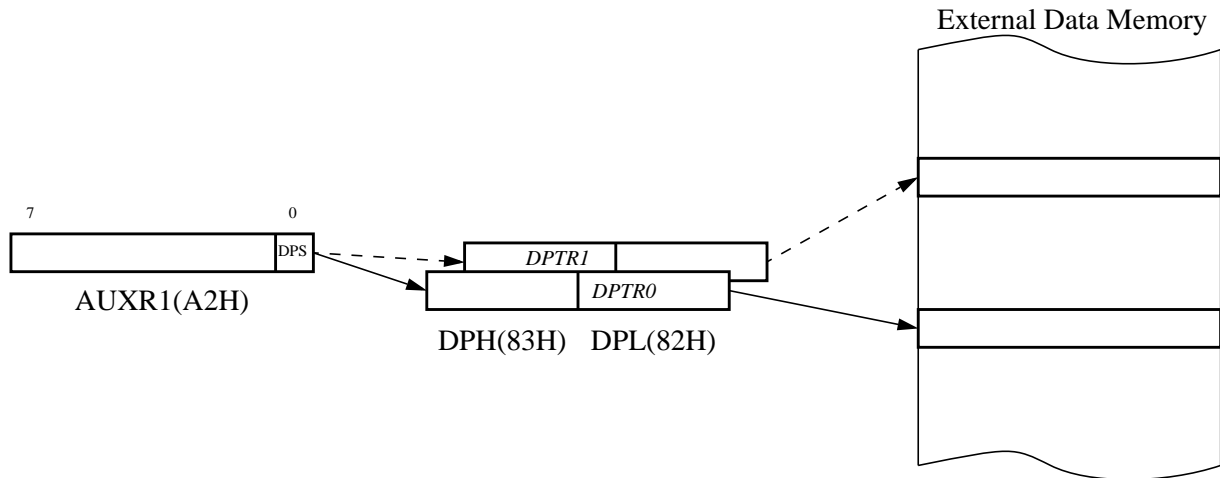 External Data Memory
7 0
DPS
DPTR1
AUXR1(A2H)
DPTR0
DPH(83H) DPL(82H)